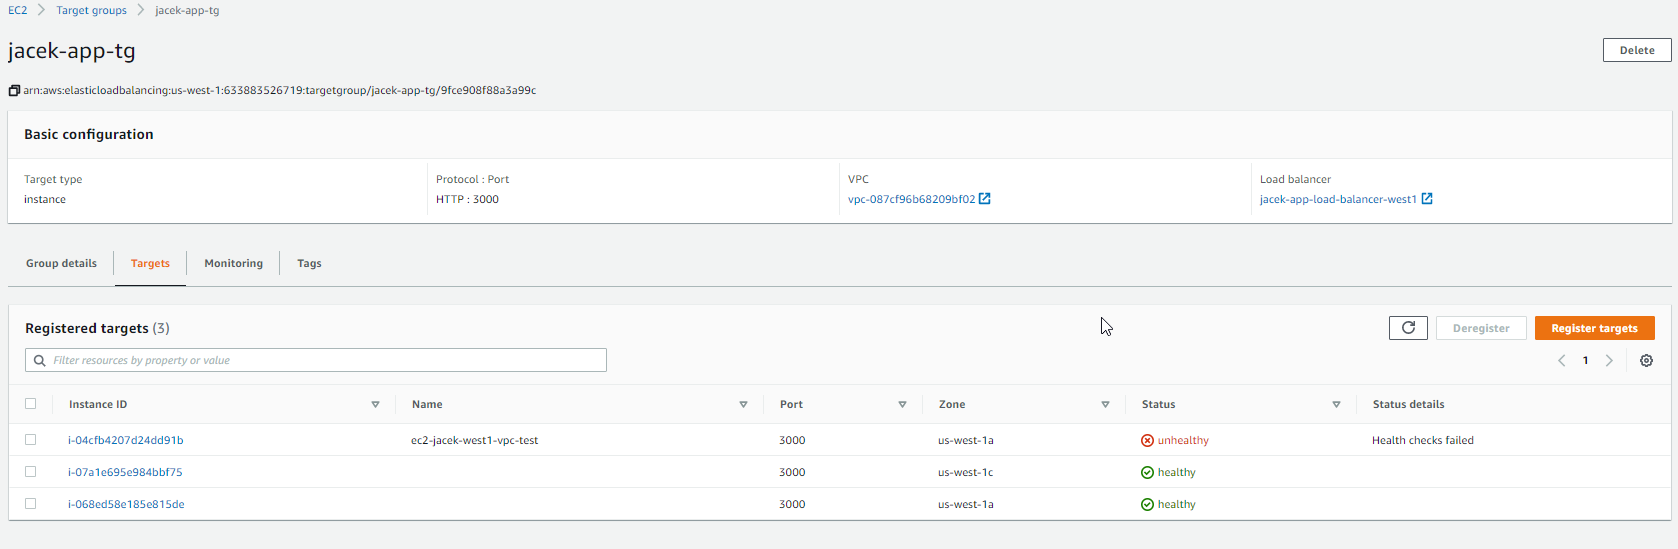 EC2 Target groups jacek-app-tg
jacek-app-tg
Delete
arn:aws:elasticloadbalancing:us-west-1:633883526719:targetgroup/jacek-app-tg/9fce908f88a3a99c
Basic configuration
Target type
instance
Protocol : Port
HTTP : 3000
VPC
vpc-087cf96b68209bf02
Load balancer
jacek-app-load-balancer-west1
Group details Targets Monitoring Tags
Registered targets (3)
Deregister
Register targets
Filter resources by property or value
1
Instance ID Name Port Zone Status Status details
i-04cfb4207d24dd91b ec2-jacek-west1-vpc-test 3000 us-west-1a unhealthy Health checks failed
i-07a1e695e984bbf75 3000 us-west-1c healthy
i-068ed58e185e815de 3000 us-west-1a healthy